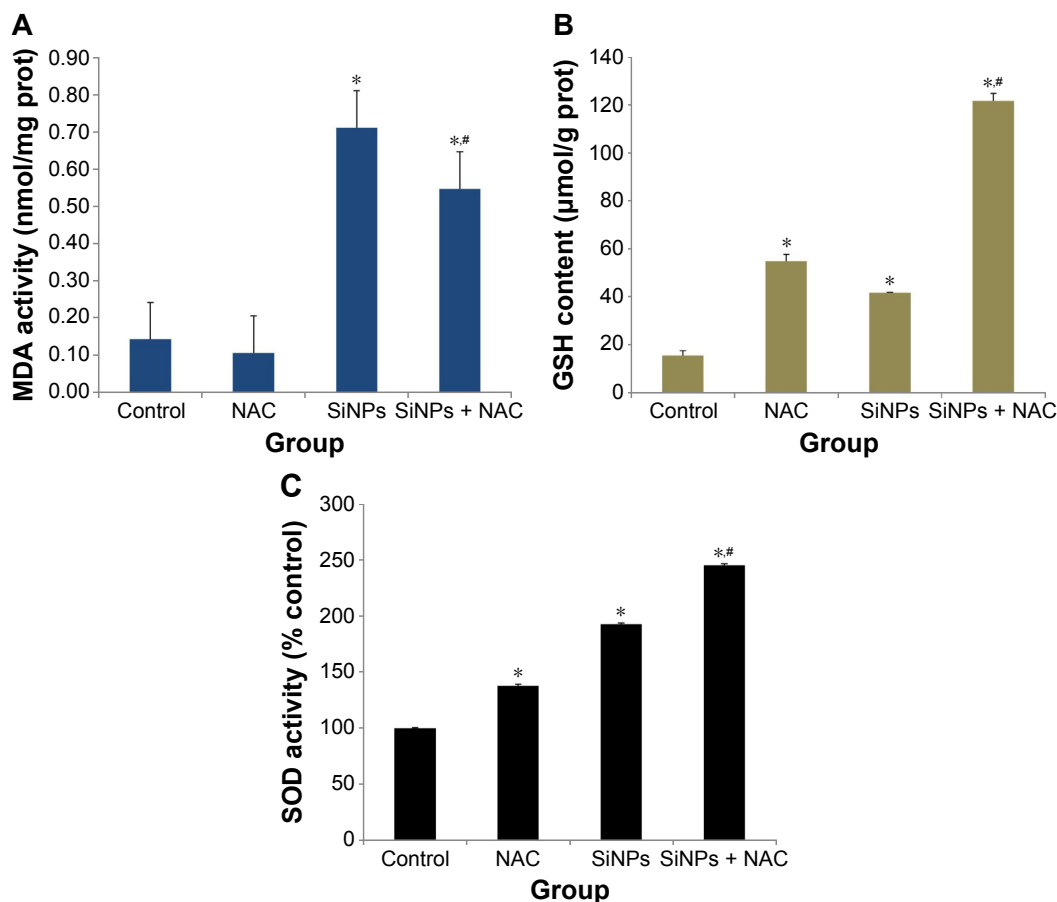 A
MDA activity (nmol/mg prot)
0.90
0.80
0.70
0.60
0.50
0.40
0.30
0.20
0.10
0.00
*
*,#
Control NAC SiNPs SiNPs + NAC
Group
B
GSH content (µmol/g prot)
140
120
100
80
60
40
20
0
*
*
*,#
Control NAC SiNPs SiNPs + NAC
Group
C
SOD activity (% control)
300
250
200
150
100
50
0
*
*
*,#
Control NAC SiNPs SiNPs + NAC
Group